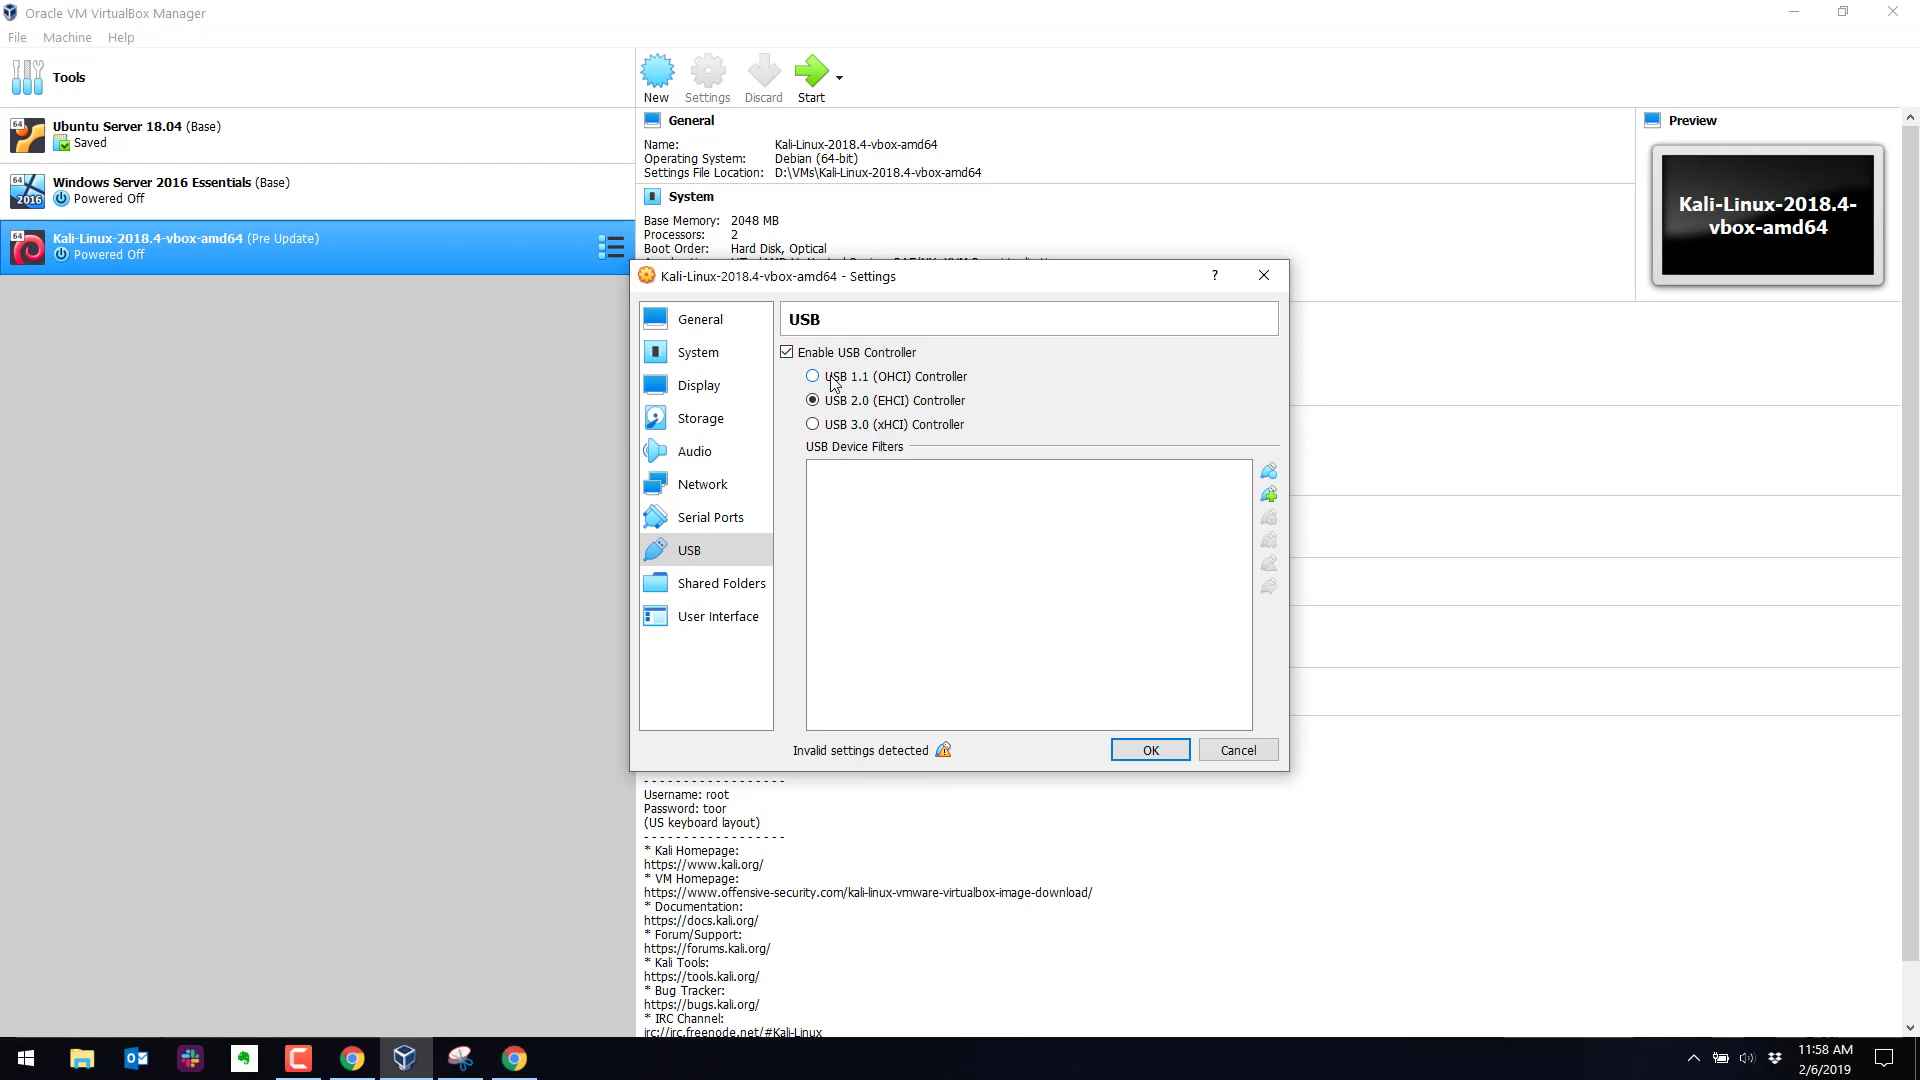 Oracle VM VirtualBox Manager
File Machine Help
Tools
New Settings Discard Start
64
Ubuntu Server 18.04 (Base)
Saved
64
2016
Windows Server 2016 Essentials (Base)
Powered Off
64
Kali-Linux-2018.4-vbox-amd64 (Pre Update)
Powered Off
General
Name: Kali-Linux-2018.4-vbox-amd64
Operating System: Debian (64-bit)
Settings File Location: D:\VMs\Kali-Linux-2018.4-vbox-amd64
System
Base Memory: 2048 MB
Processors: 2
Boot Order: Hard Disk, Optical
Preview
Kali-Linux-2018.4-
vbox-amd64
Kali-Linux-2018.4-vbox-amd64 - Settings
?
General
System
Display
Storage
Audio
Network
Serial Ports
USB
Shared Folders
User Interface
USB
Enable USB Controller
USB 1.1 (OHCI) Controller
USB 2.0 (EHCI) Controller
USB 3.0 (xHCI) Controller
USB Device Filters
Invalid settings detected
OK Cancel
- - - - - - - - - - - - - - - - - -
Username: root
Password: toor
(US keyboard layout)
- - - - - - - - - - - - - - - - - -
* Kali Homepage:
https://www.kali.org/
* VM Homepage:
https://www.offensive-security.com/kali-linux-vmware-virtualbox-image-download/
* Documentation:
https://docs.kali.org/
* Forum/Support:
https://forums.kali.org/
* Kali Tools:
https://tools.kali.org/
* Bug Tracker:
https://bugs.kali.org/
* IRC Channel:
irc://irc.freenode.net/#Kali-Linux
11:58 AM
2/6/2019